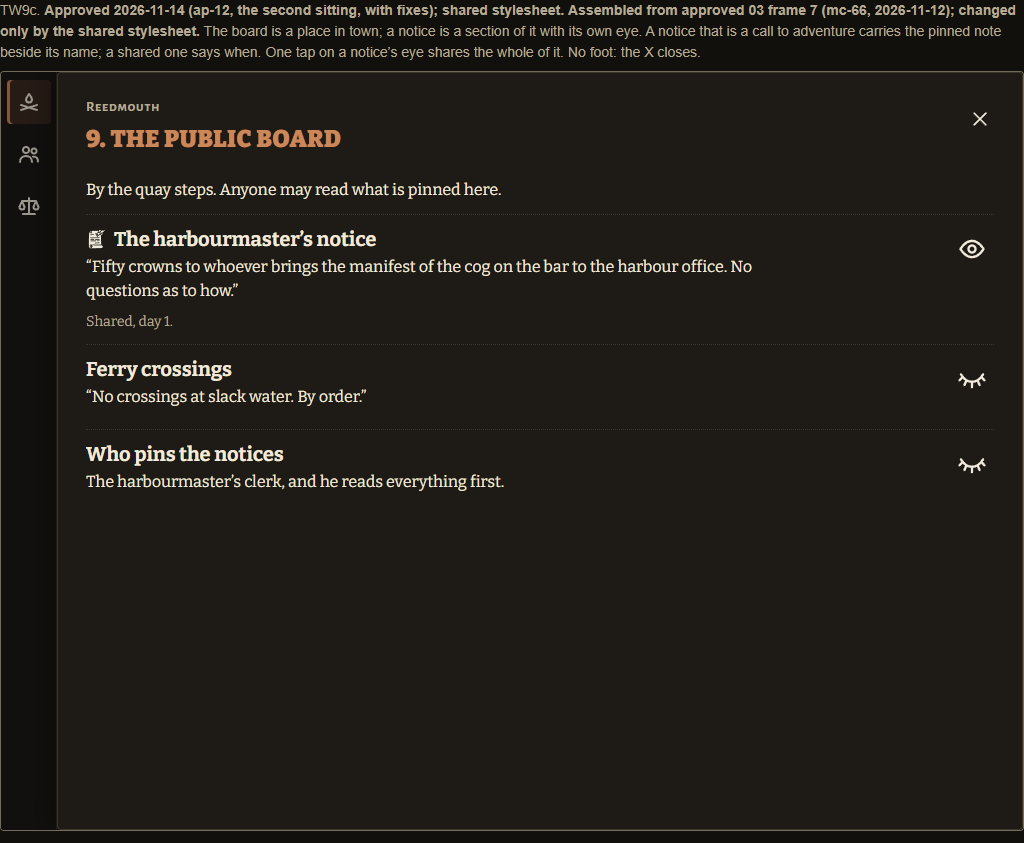 TW9c. Approved 2026-11-14 (ap-12, the second sitting, with fixes); shared stylesheet. Assembled from approved 03 frame 7 (mc-66, 2026-11-12); changed
only by the shared stylesheet. The board is a place in town; a notice is a section of it with its own eye. A notice that is a call to adventure carries the pinned note
beside its name; a shared one says when. One tap on a notice's eye shares the whole of it. No foot: the X closes.
Reedmouth
9. THE PUBLIC BOARD
By the quay steps. Anyone may read what is pinned here.
The harbourmaster’s notice
“Fifty crowns to whoever brings the manifest of the cog on the bar to the harbour office. No
questions as to how.”
Shared, day 1.
Ferry crossings
“No crossings at slack water. By order.”
Who pins the notices
The harbourmaster’s clerk, and he reads everything first.